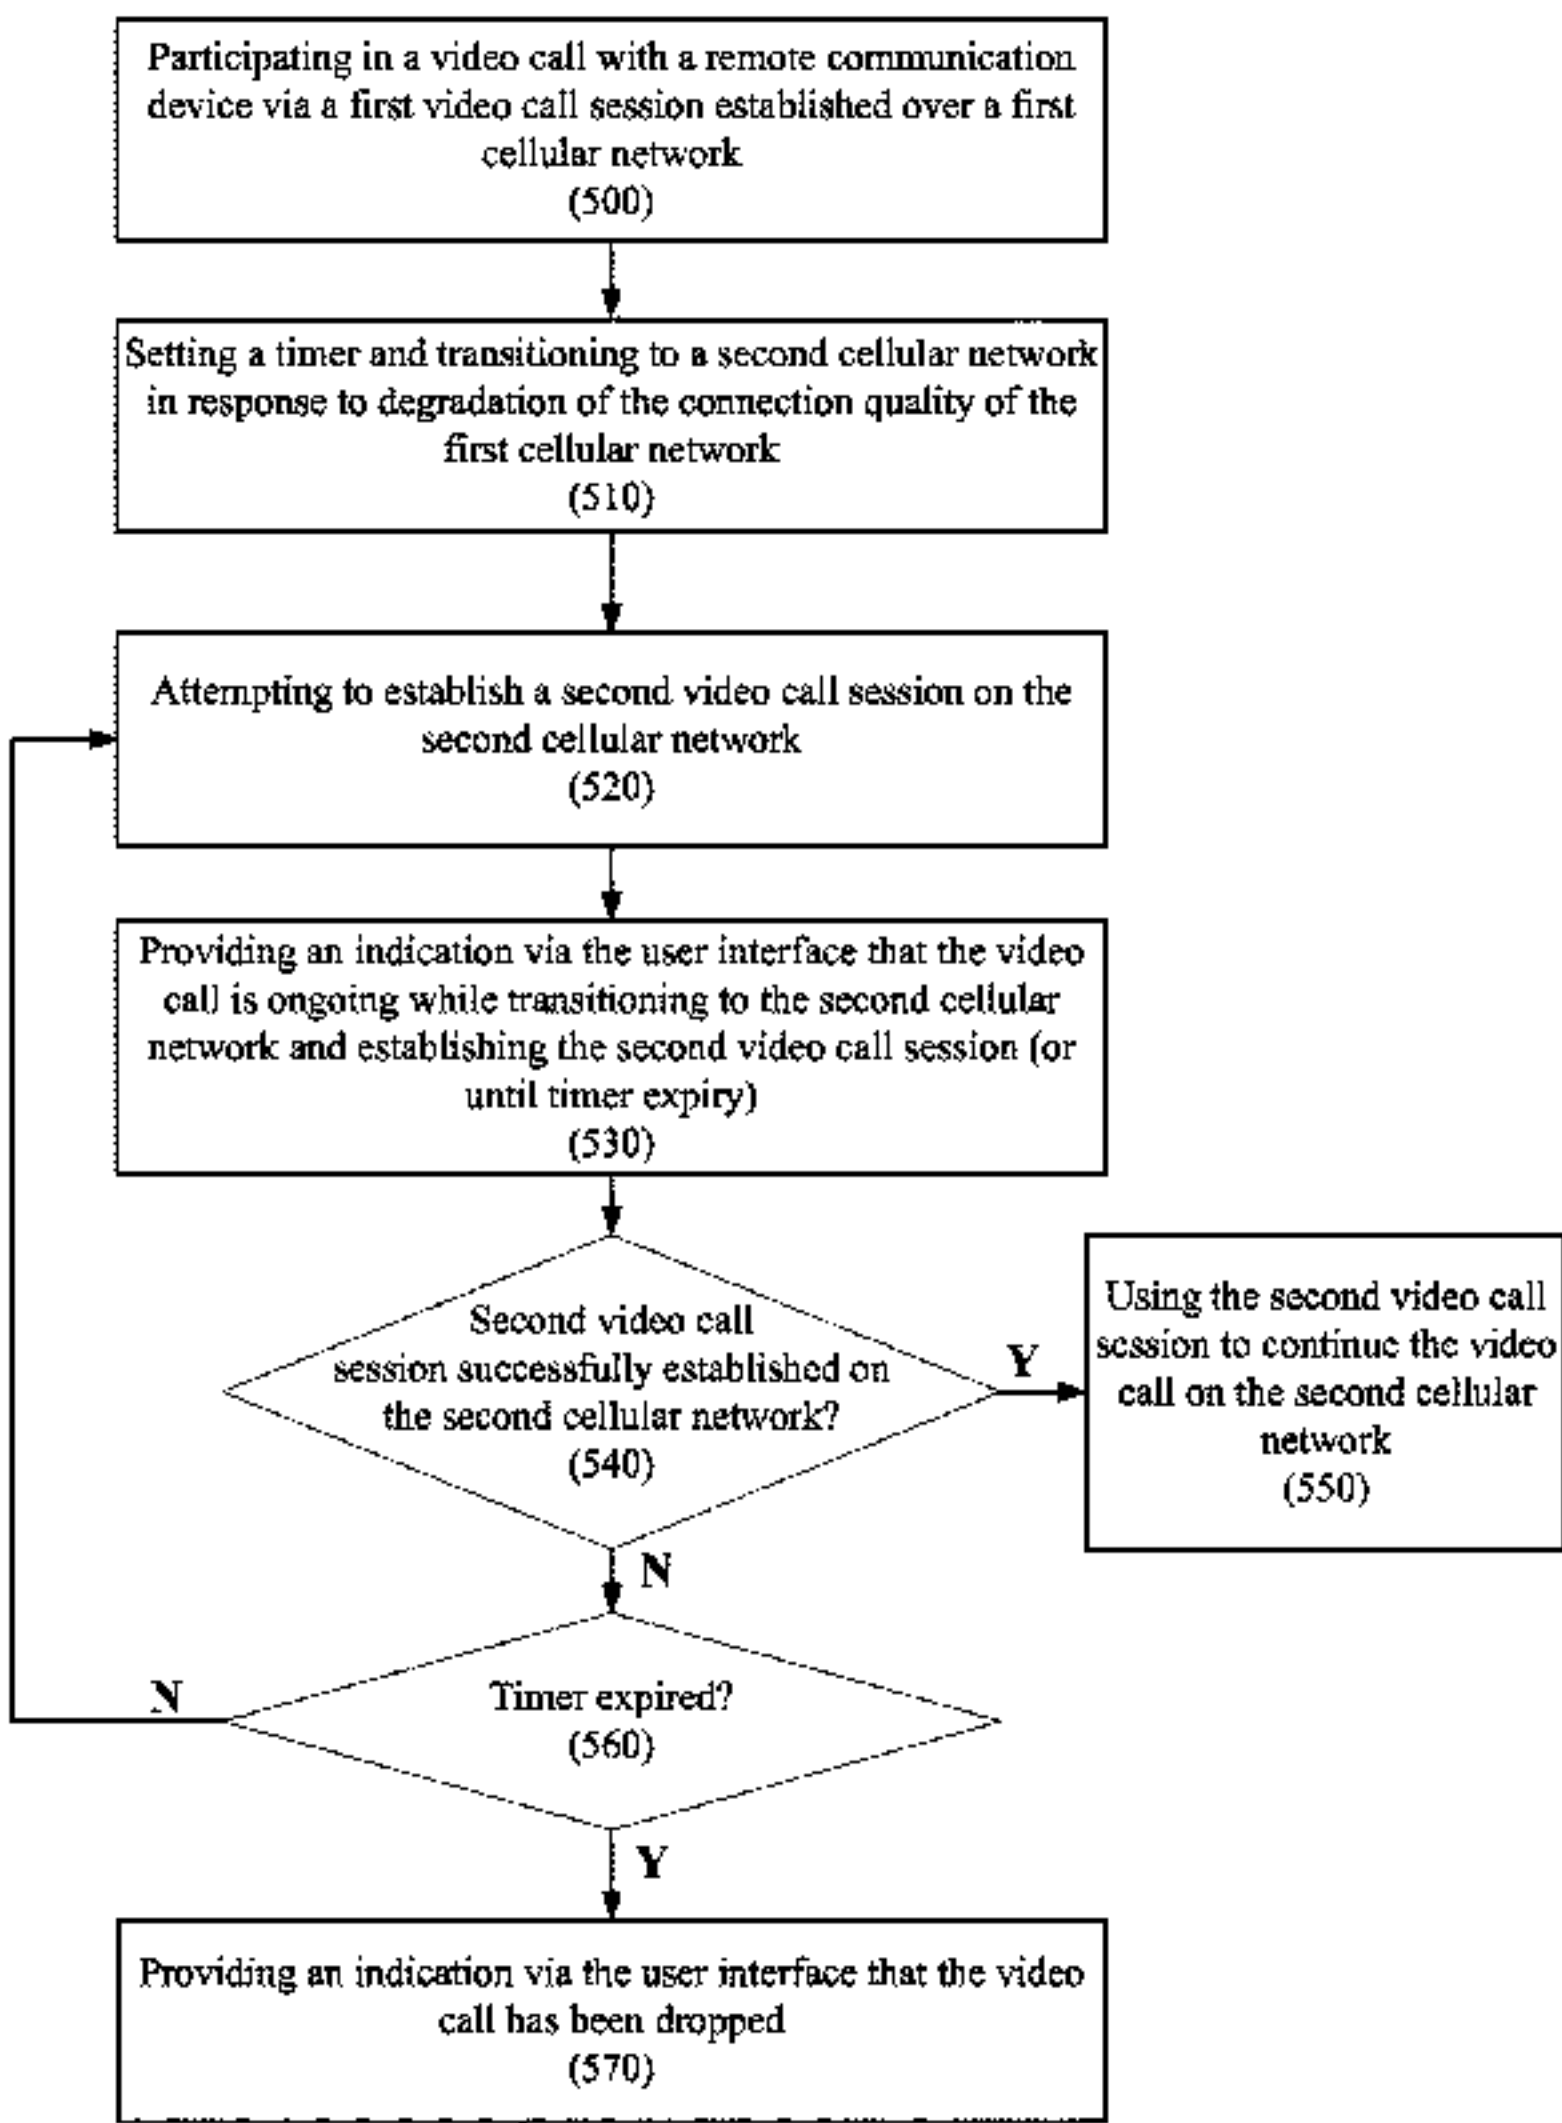 Participating in a video call with a remote communication
device via a first video call session established over a first
cellular network
(500)
Setting a timer and transitioning to a second cellular network
in response to degradation of the connection quality of the
first cellular network
(510)
Attempting to establish a second video call session on the
second cellular network
(520)
Providing an indication via the user interface that the video
call is ongoing while transitioning to the second cellular
network and establishing the second video call session (or
until timer expiry)
(530)
Second video call
session successfully established on
the second cellular network?
(540)
Y
Using the second video call
session to continue the video
call on the second cellular
network
(550)
N
Timer expired?
(560)
N
Y
Providing an indication via the user interface that the video
call has been dropped
(570)